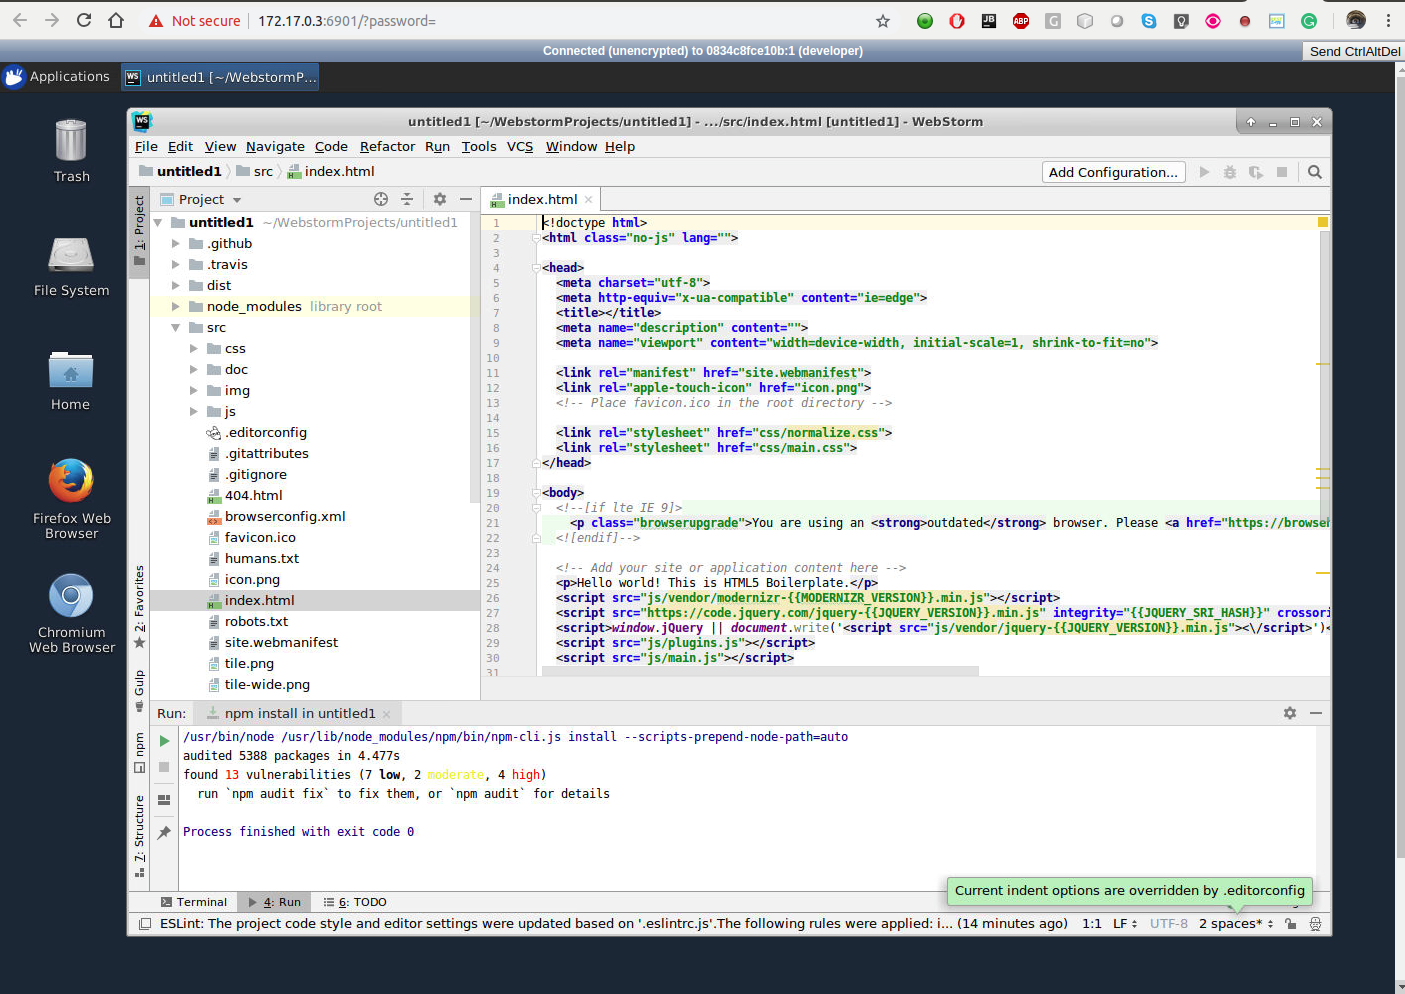 Not secure
172.17.0.3:6901/?password=
Connected (unencrypted) to 0834c8fce10b:1 (developer)
Send CtrlAltDel
Applications
untitled1 [~/WebstormP...
Trash
File System
Home
Firefox Web
Browser
Chromium
Web Browser
untitled1 [~/WebstormProjects/untitled1] - .../src/index.html [untitled1] - WebStorm
File Edit View Navigate Code Refactor Run Tools VCS Window Help
untitled1 src index.html
Add Configuration...
1: Project
2: Favorites
Gulp
npm
7: Structure
Project
untitled1 ~/WebstormProjects/untitled1
.github
.travis
dist
node_modules library root
src
css
doc
img
js
.editorconfig
.gitattributes
.gitignore
404.html
browserconfig.xml
favicon.ico
humans.txt
icon.png
index.html
robots.txt
site.webmanifest
tile.png
tile-wide.png
index.html
1 <!doctype html>
2 <html class="no-js" lang="">
3
4 <head>
5 <meta charset="utf-8">
6 <meta http-equiv="x-ua-compatible" content="ie=edge">
7 <title></title>
8 <meta name="description" content="">
9 <meta name="viewport" content="width=device-width, initial-scale=1, shrink-to-fit=no">
10
11 <link rel="manifest" href="site.webmanifest">
12 <link rel="apple-touch-icon" href="icon.png">
13 <!-- Place favicon.ico in the root directory -->
14
15 <link rel="stylesheet" href="css/normalize.css">
16 <link rel="stylesheet" href="css/main.css">
17 </head>
18
19 <body>
20 <!--[if lte IE 9]>
21 <p class="browserupgrade">You are using an <strong>outdated</strong> browser. Please <a href="https://browse
22 <![endif]-->
23
24 <!-- Add your site or application content here -->
25 <p>Hello world! This is HTML5 Boilerplate.</p>
26 <script src="js/vendor/modernizr-{{MODERNIZR_VERSION}}.min.js"></script>
27 <script src="https://code.jquery.com/jquery-{{JQUERY_VERSION}}.min.js" integrity="{{JQUERY_SRI_HASH}}" crossori
28 <script>window.jQuery || document.write('<script src="js/vendor/jquery-{{JQUERY_VERSION}}.min.js"><\/script>')<
29 <script src="js/plugins.js"></script>
30 <script src="js/main.js"></script>
31
Run: npm install in untitled1
/usr/bin/node /usr/lib/node_modules/npm/bin/npm-cli.js install --scripts-prepend-node-path=auto
audited 5388 packages in 4.477s
found 13 vulnerabilities (7 low, 2 moderate, 4 high)
run `npm audit fix` to fix them, or `npm audit` for details
Process finished with exit code 0
Current indent options are overridden by .editorconfig
Terminal 4: Run 6: TODO
ESLint: The project code style and editor settings were updated based on '.eslintrc.js'.The following rules were applied: i... (14 minutes ago) 1:1 LF UTF-8 2 spaces*